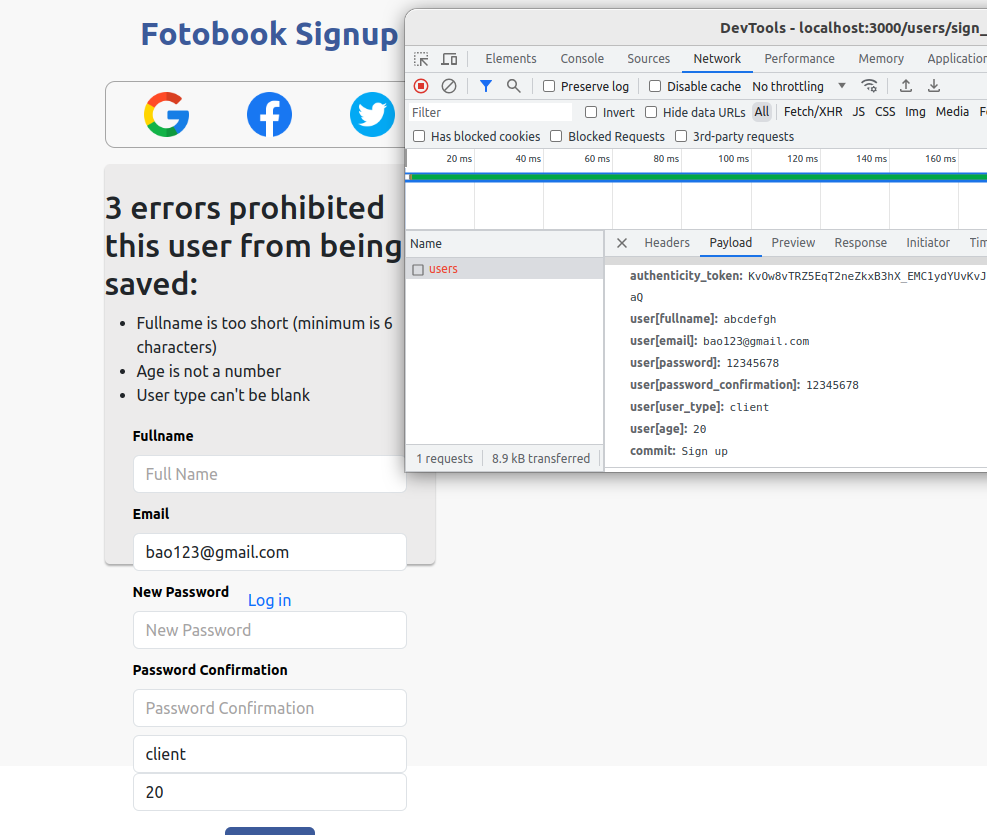 Fotobook Signup
3 errors prohibited
this user from being
saved:
Fullname is too short (minimum is 6
characters)
Age is not a number
User type can't be blank
Fullname
Full Name
Email
bao123@gmail.com
New Password
Log in
New Password
Password Confirmation
Password Confirmation
client
20
DevTools - localhost:3000/users/sign_
Elements Console Sources Network Performance Memory Application
Preserve log Disable cache No throttling
Filter Invert Hide data URLs All Fetch/XHR JS CSS Img Media F
Has blocked cookies Blocked Requests 3rd-party requests
20 ms 40 ms 60 ms 80 ms 100 ms 120 ms 140 ms 160 ms
Name
users
1 requests 8.9 kB transferred
Headers Payload Preview Response Initiator Tim
authenticity_token: KvOw8vTRZ5EqT2neZkxB3hX_EMC1ydYUvKvJ
aQ
user[fullname]: abcdefgh
user[email]: bao123@gmail.com
user[password]: 12345678
user[password_confirmation]: 12345678
user[user_type]: client
user[age]: 20
commit: Sign up